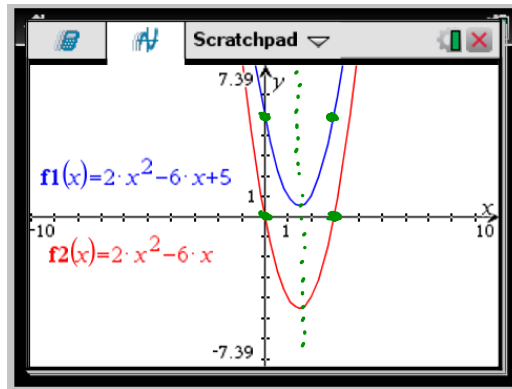 Scratchpad
7.39
y
f1(x)=2·x²-6·x+5
1
x
-10
1
10
f2(x)=2·x²-6·x
-7.39